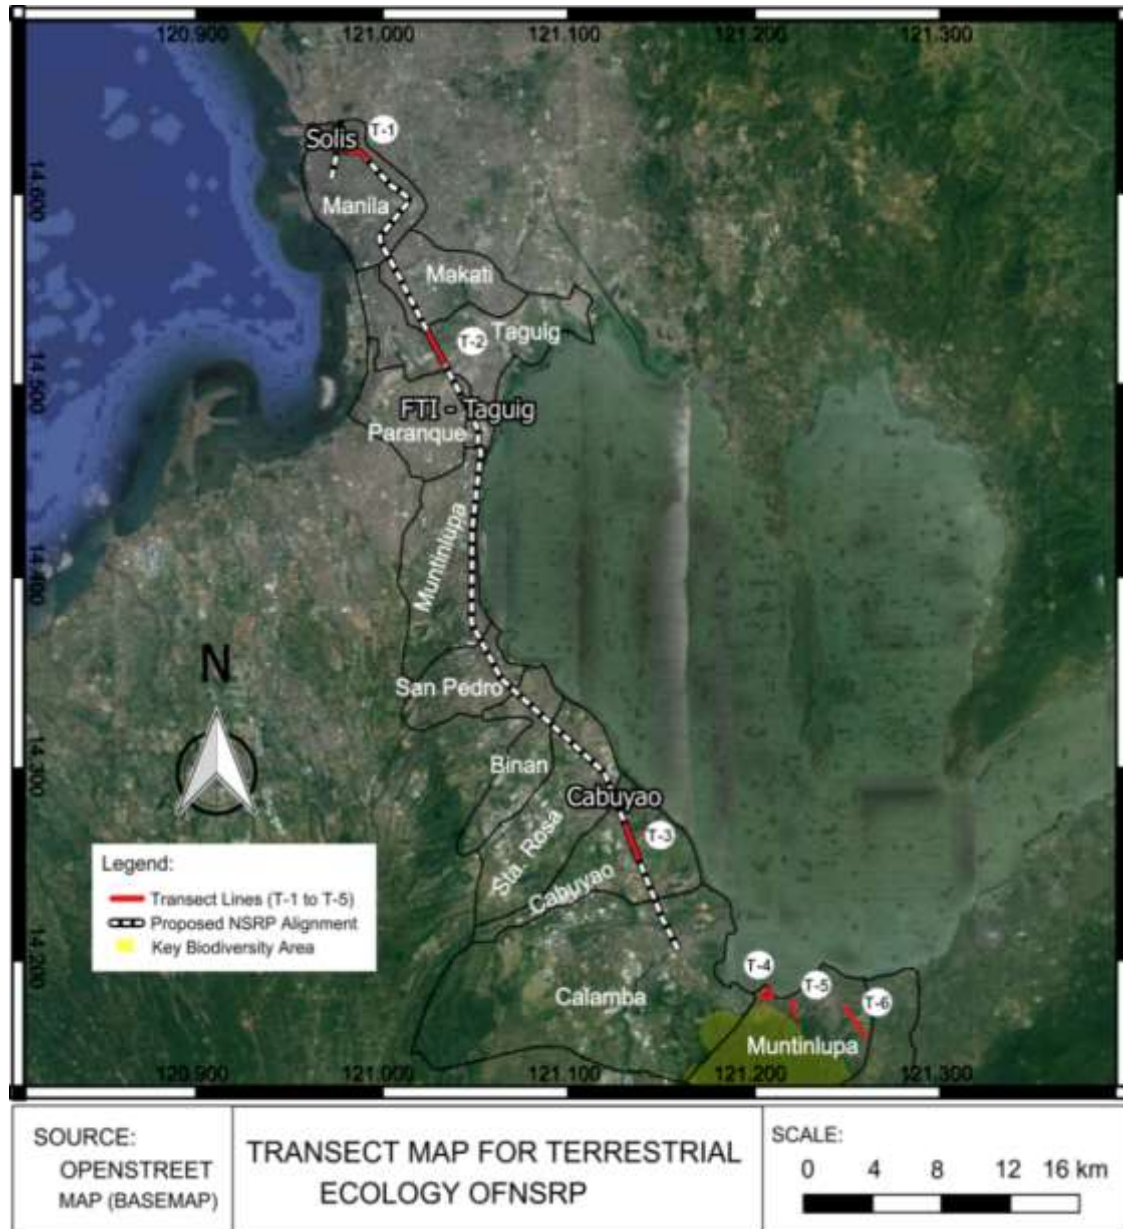 120.900 121.000 121.100 121.200 121.300
Solis
T-1
14.600
Manila
Makati
Taguig
T-2
14.500
FTI - Taguig
Paranque
Muntinlupa
14.400
N
San Pedro
14.300
Binan
Cabuyao
Sta. Rosa
T-3
Cabuyao
Legend:
Transect Lines (T-1 to T-5)
Proposed NSRP Alignment
Key Biodiversity Area
14.200
T-4
T-5
T-6
Calamba
Muntinlupa
120.900 121.000 121.100 121.200 121.300
SOURCE:
OPENSTREET
MAP (BASEMAP)
TRANSECT MAP FOR TERRESTRIAL
ECOLOGY OFNSRP
SCALE:
0 4 8 12 16 km